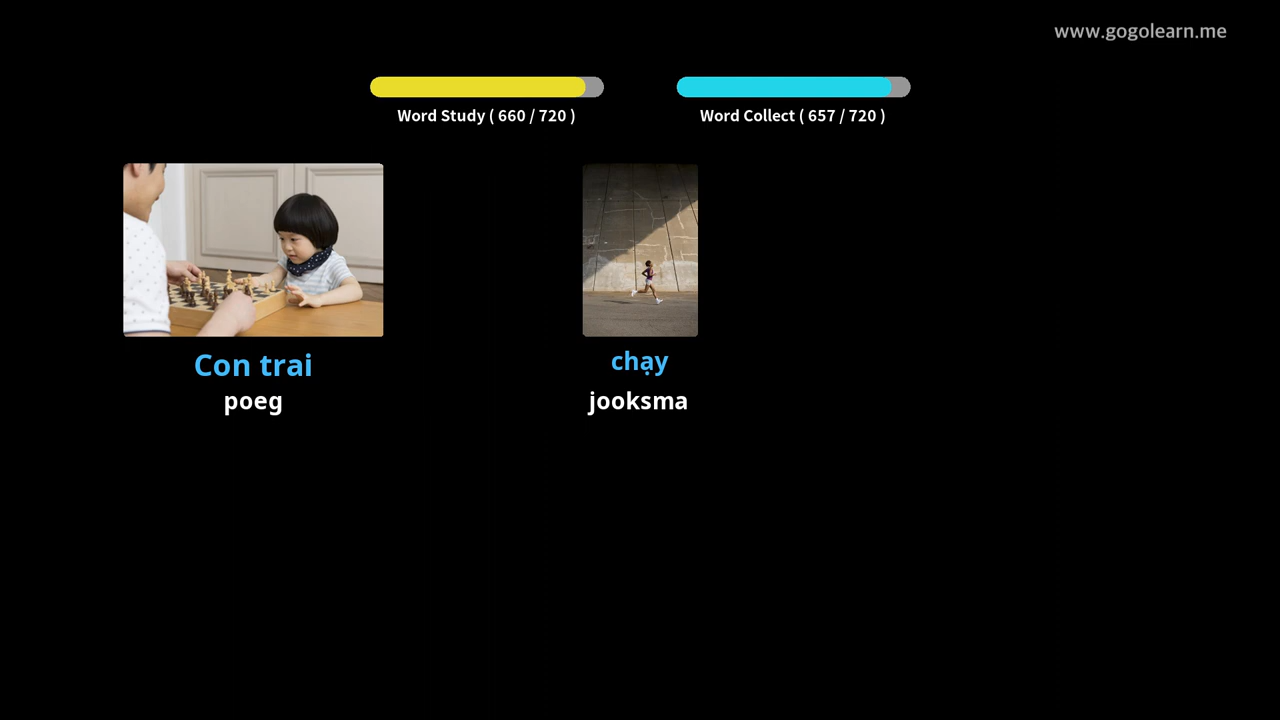 www.gogolearn.me
Word Study ( 660 / 720 )
Word Collect ( 657 / 720 )
Con trai
poeg
chạy
jooksma